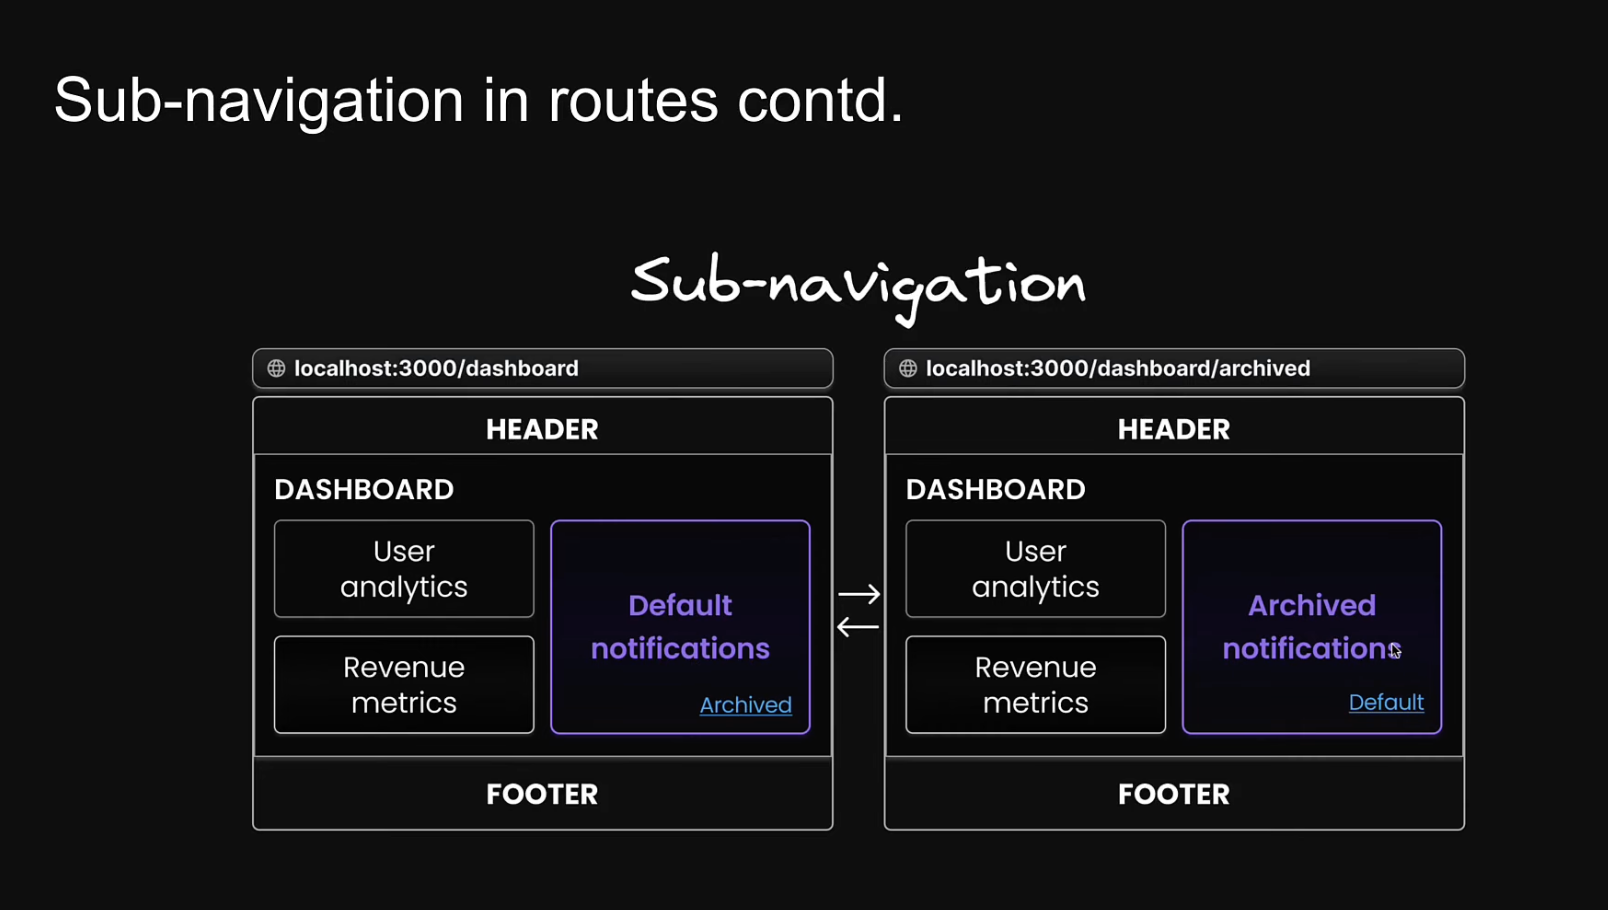 Sub-navigation in routes contd.
Sub-navigation
localhost:3000/dashboard
HEADER
DASHBOARD
User
analytics
Revenue
metrics
Default
notifications
Archived
FOOTER
localhost:3000/dashboard/archived
HEADER
DASHBOARD
User
analytics
Revenue
metrics
Archived
notifications
Default
FOOTER